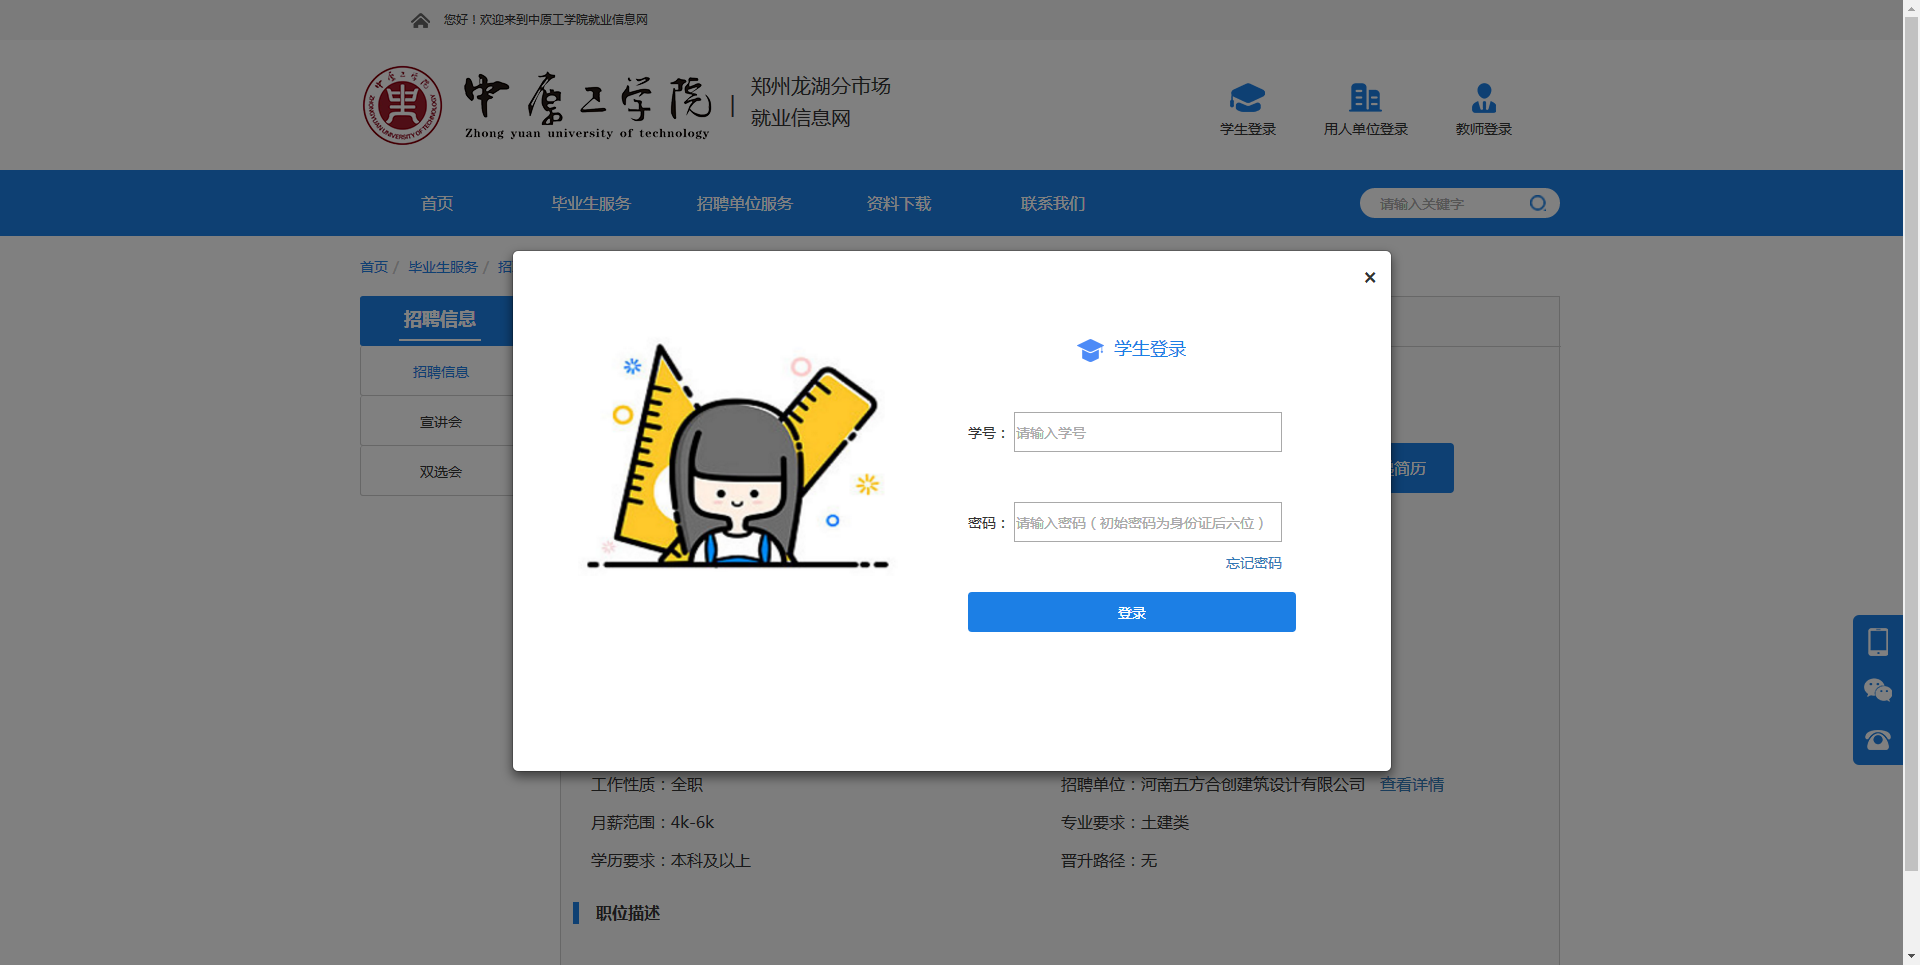 您好！欢迎来到中原工学院就业信息网
中原工学院
Zhong yuan university of technology
郑州龙湖分市场
就业信息网
学生登录
用人单位登录
教师登录
首页
毕业生服务
招聘单位服务
资料下载
联系我们
请输入关键字
首页 / 毕业生服务 / 招
招聘信息
招聘信息
宣讲会
双选会
×
学生登录
学号：
请输入学号
密码：
请输入密码（初始密码为身份证后六位）
忘记密码
登录
简历
工作性质：全职
招聘单位：河南五方合创建筑设计有限公司 查看详情
月薪范围：4k-6k
专业要求：土建类
学历要求：本科及以上
晋升路径：无
职位描述